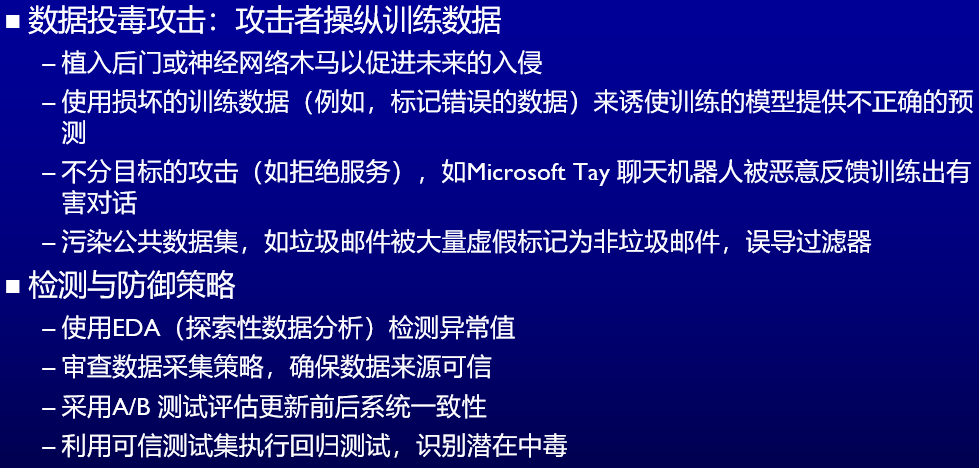 ■ 数据投毒攻击：攻击者操纵训练数据
– 植入后门或神经网络木马以促进未来的入侵
– 使用损坏的训练数据（例如，标记错误的数据）来诱使训练的模型提供不正确的预
测
– 不分目标的攻击（如拒绝服务），如Microsoft Tay 聊天机器人被恶意反馈训练出有
害对话
– 污染公共数据集，如垃圾邮件被大量虚假标记为非垃圾邮件，误导过滤器
■ 检测与防御策略
– 使用EDA（探索性数据分析）检测异常值
– 审查数据采集策略，确保数据来源可信
– 采用A/B 测试评估更新前后系统一致性
– 利用可信测试集执行回归测试，识别潜在中毒